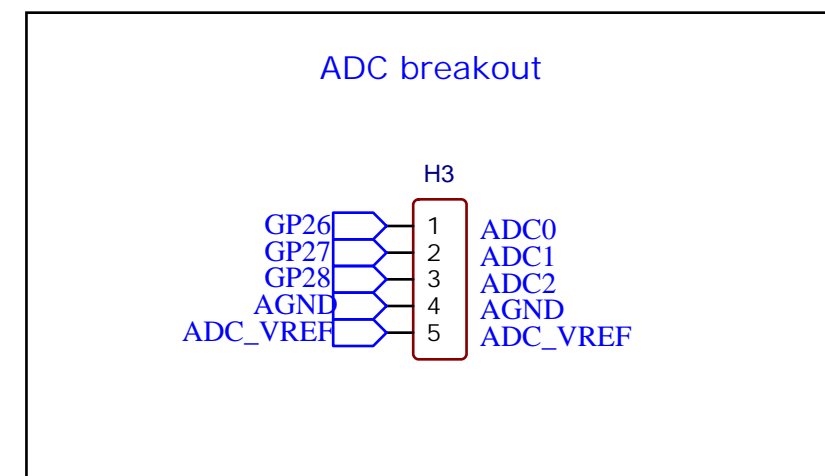 ADC breakout
H3
GP26 1 ADC0
GP27 2 ADC1
GP28 3 ADC2
AGND 4 AGND
ADC_VREF 5 ADC_VREF